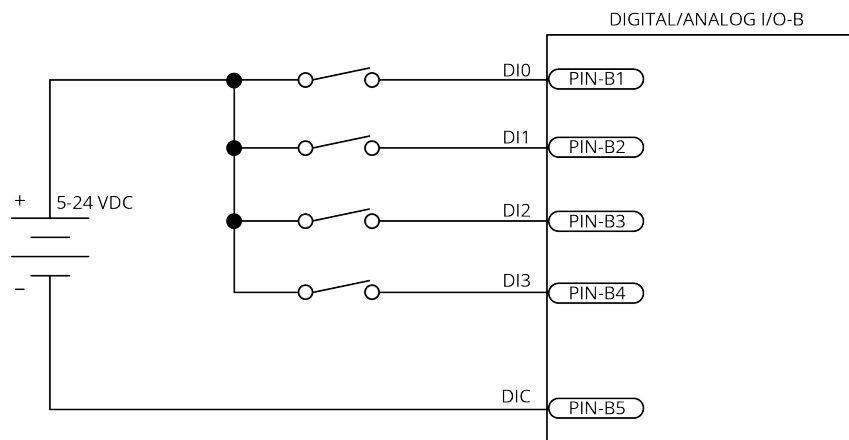 DIGITAL/ANALOG I/O-B
DI0
PIN-B1
DI1
PIN-B2
+
5-24 VDC
DI2
PIN-B3
−
DI3
PIN-B4
DIC
PIN-B5